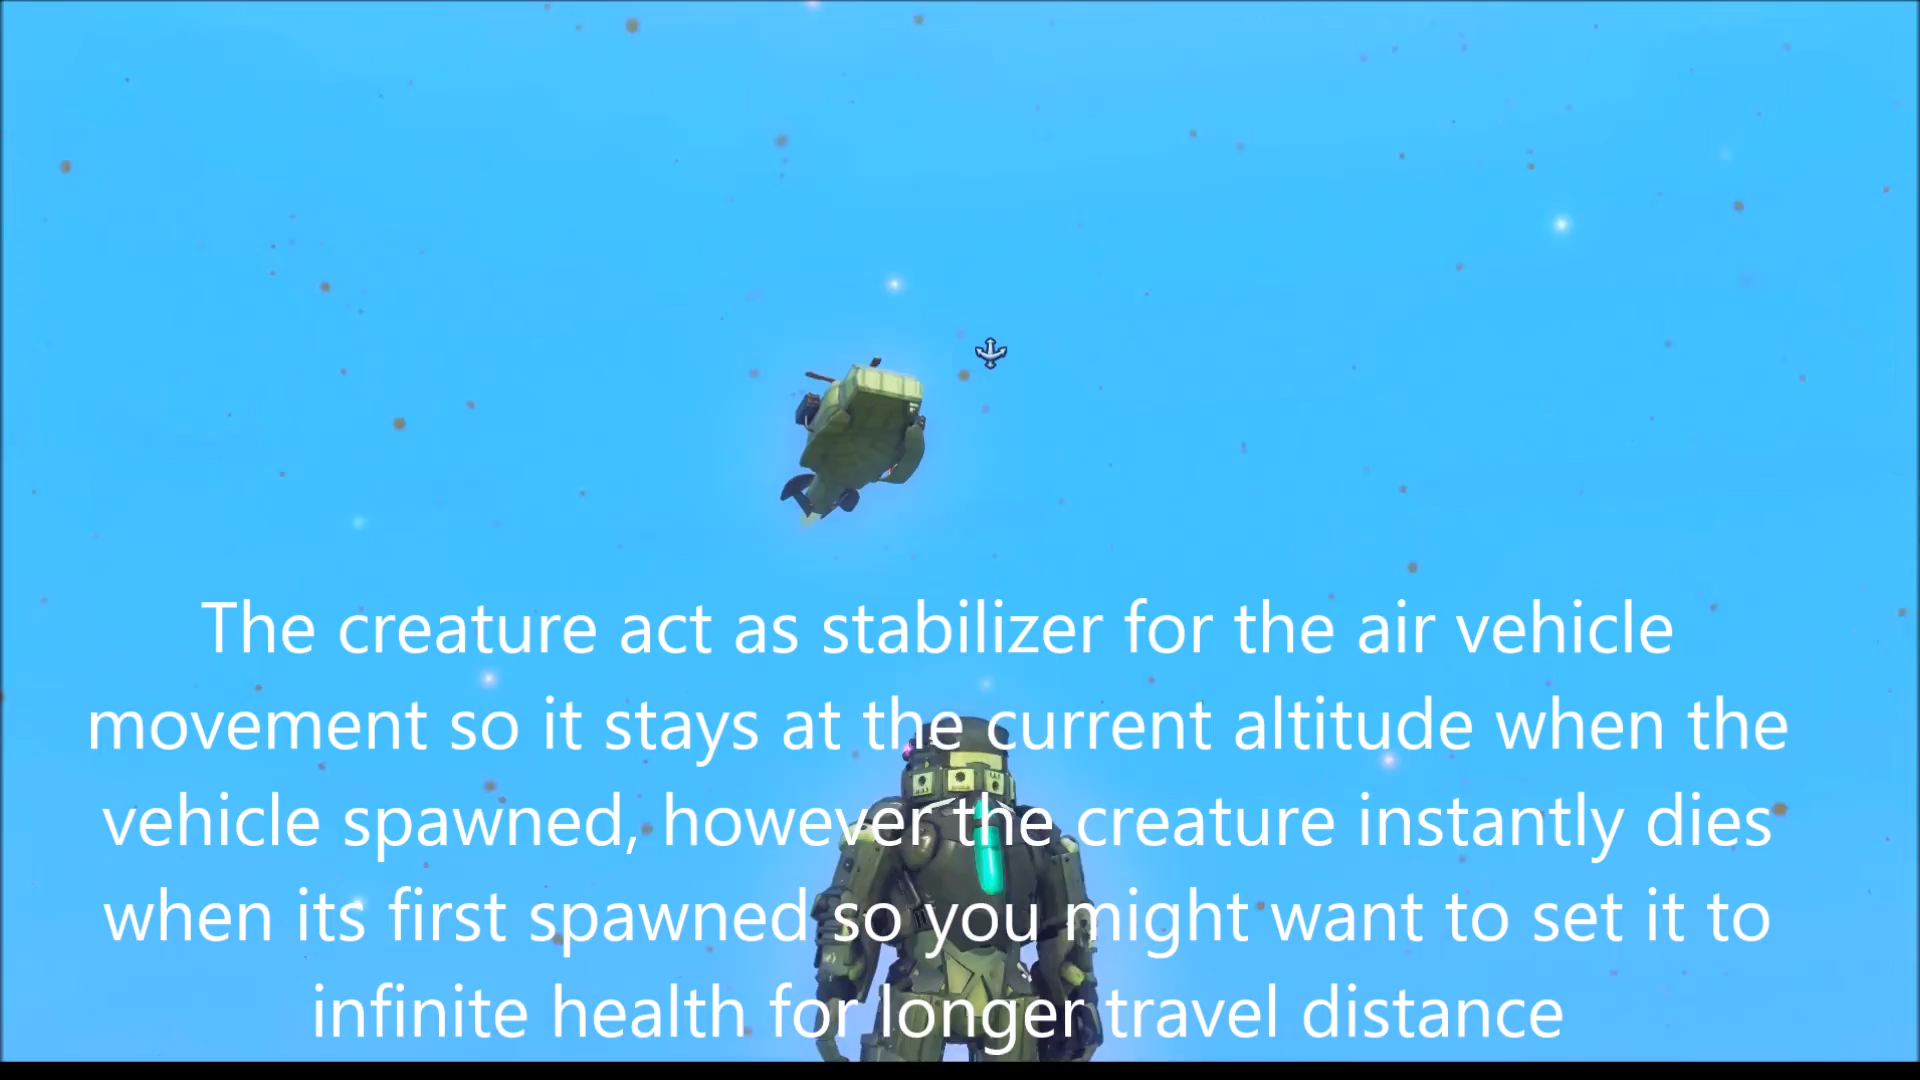 The creature act as stabilizer for the air vehicle
movement so it stays at the current altitude when the
vehicle spawned, however the creature instantly dies
when its first spawned so you might want to set it to
infinite health for longer travel distance